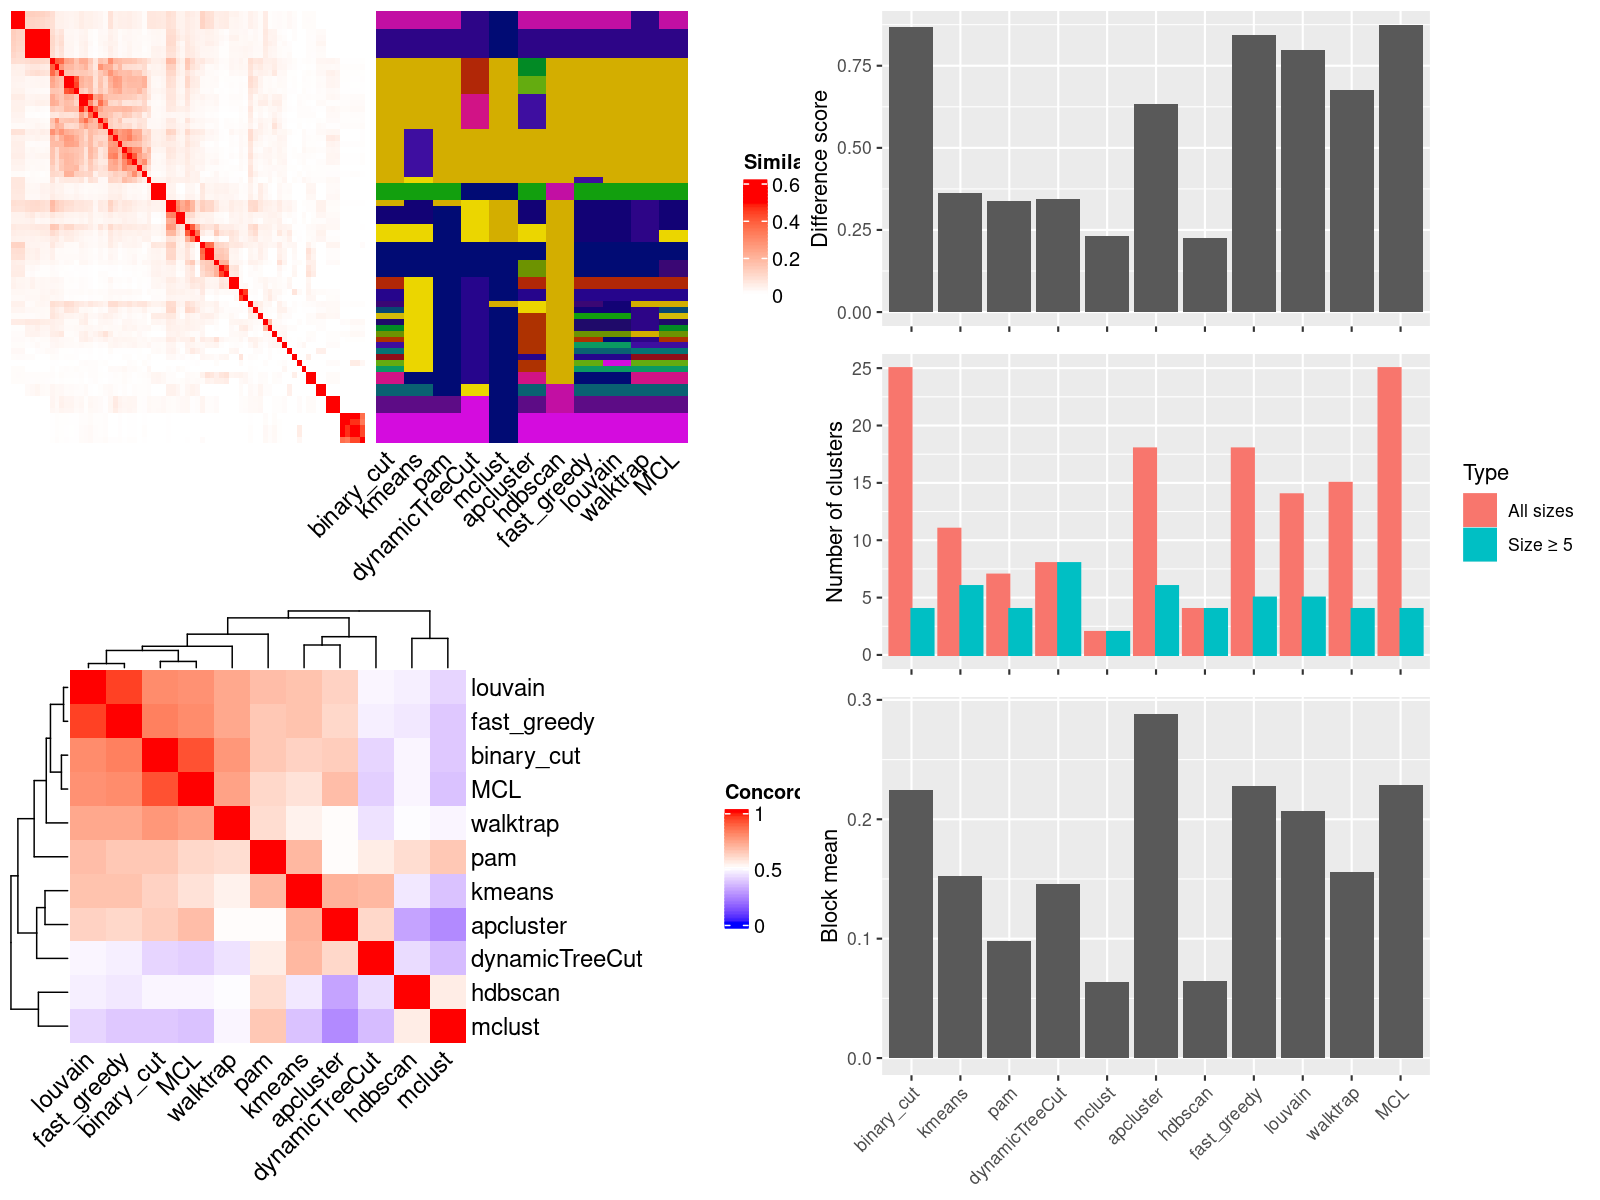 Simila
0.6
0.4
0.2
0
binary_cut
kmeans
pam
dynamicTreeCut
mclust
apcluster
hdbscan
fast_greedy
louvain
walktrap
MCL
louvain
fast_greedy
binary_cut
MCL
walktrap
pam
kmeans
apcluster
dynamicTreeCut
hdbscan
mclust
louvain
fast_greedy
binary_cut
MCL
walktrap
pam
kmeans
apcluster
dynamicTreeCut
hdbscan
mclust
Concord
1
0.5
0
Difference score
0.75
0.50
0.25
0.00
Number of clusters
25
20
15
10
5
0
Type
All sizes
Size ≥ 5
Block mean
0.3
0.2
0.1
0.0
binary_cut
kmeans
pam
dynamicTreeCut
mclust
apcluster
hdbscan
fast_greedy
louvain
walktrap
MCL